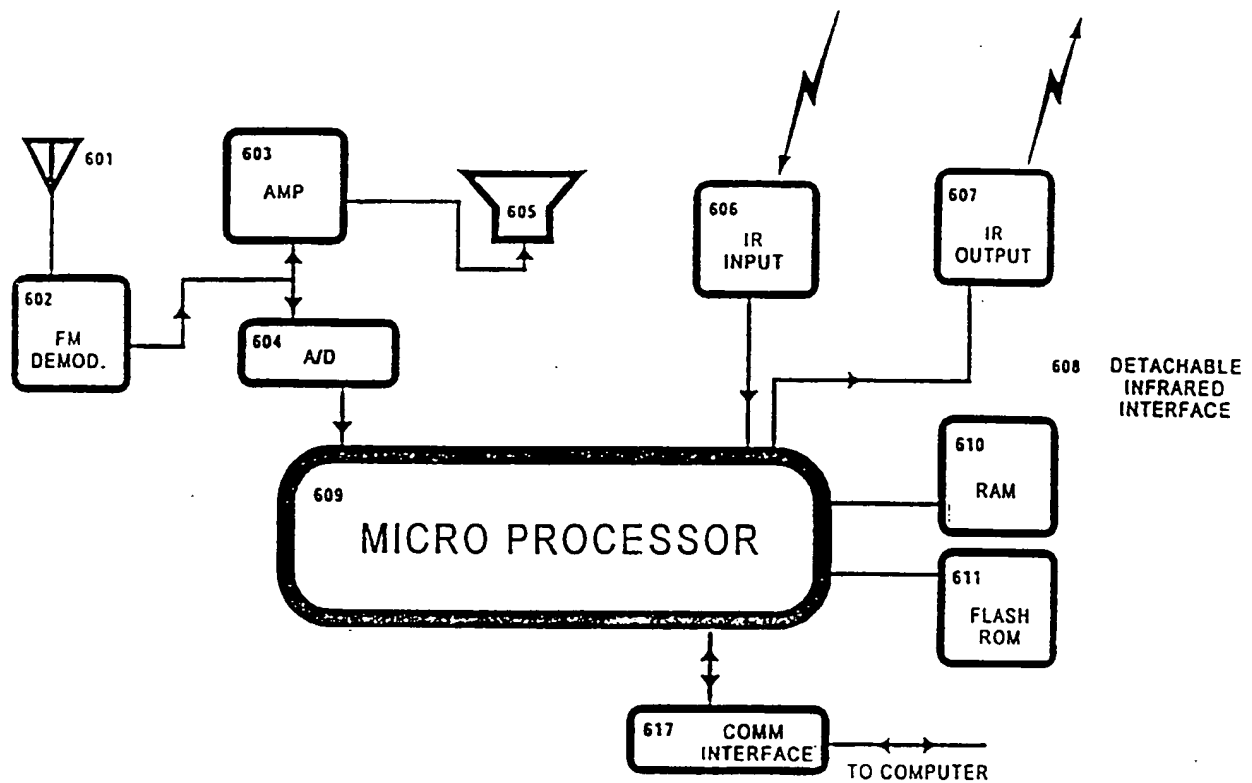 601
603
AMP
605
606
IR
INPUT
607
IR
OUTPUT
602
FM
DEMOD.
604 A/D
608 DETACHABLE
INFRARED
INTERFACE
609
MICRO PROCESSOR
610
RAM
611
FLASH
ROM
617 COMM
INTERFACE
TO COMPUTER